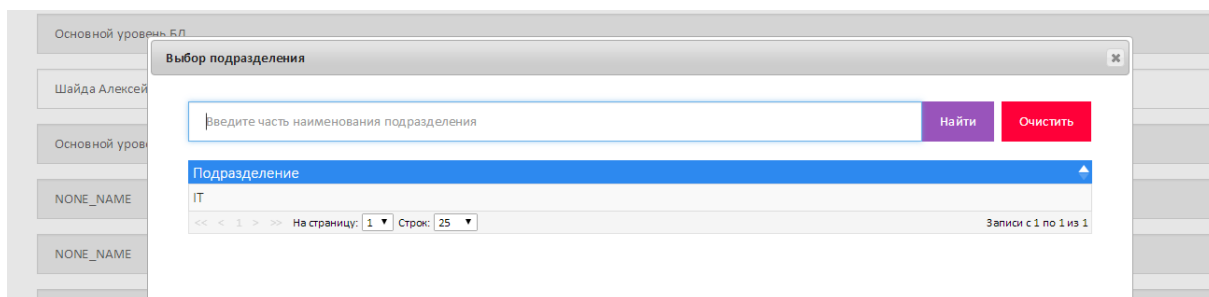 Основной уровень БД
Выбор подразделения
Шайда Алексей
Введите часть наименования подразделения
Найти
Очистить
Основной уров
Подразделение
IT
NONE_NAME
<< < 1 > >> На страницу: 1 Строк: 25 Записи с 1 по 1 из 1
NONE_NAME